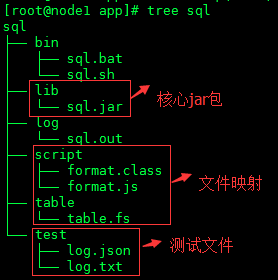 [root@node1 app]# tree sql
sql
├── bin
│   ├── sql.bat
│   └── sql.sh
├── lib
│   └── sql.jar
核心jar包
├── log
│   └── sql.out
├── script
│   ├── format.class
│   └── format.js
文件映射
├── table
│   └── table.fs
└── test
├── log.json
└── log.txt
测试文件